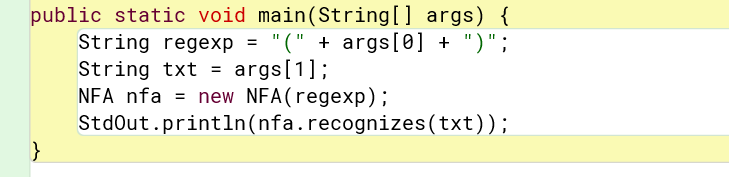 public static void main(String[] args) {
String regexp = "(" + args[0] + ")";
String txt = args[1];
NFA nfa = new NFA(regexp);
StdOut.println(nfa.recognizes(txt));
}